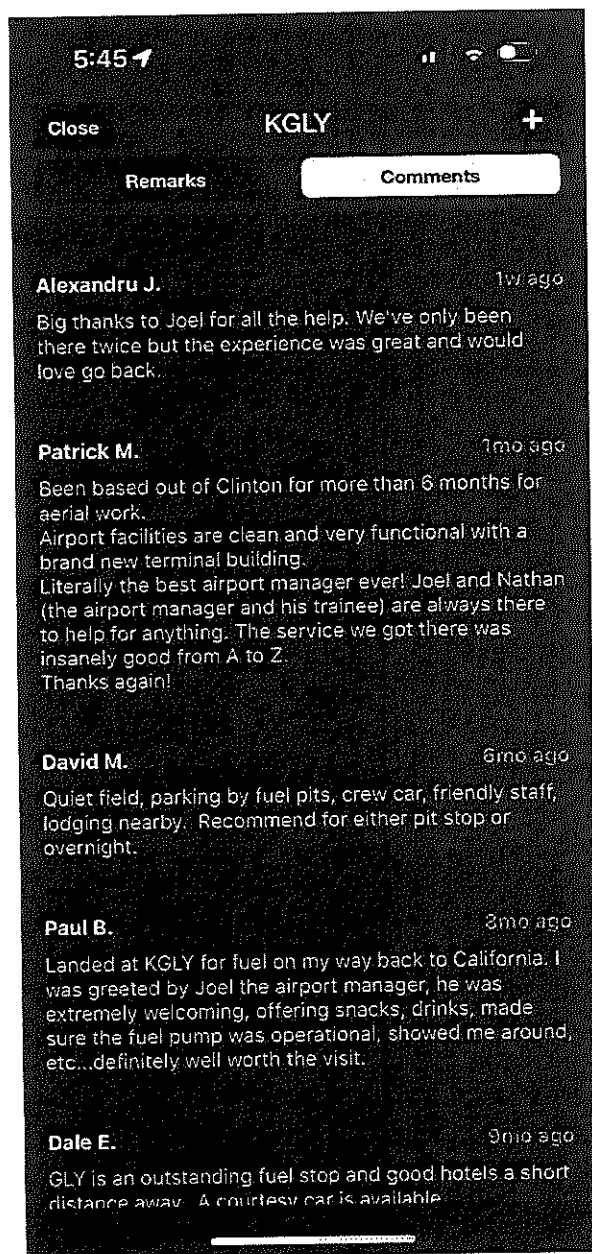 5:45
Close
KGLY
+
Remarks
Comments
Alexandru J.
1w ago
Big thanks to Joel for all the help. We've only been
there twice but the experience was great and would
love go back.
Patrick M.
1mo ago
Been based out of Clinton for more than 6 months for
aerial work.
Airport facilities are clean and very functional with a
brand new terminal building.
Literally the best airport manager ever! Joel and Nathan
(the airport manager and his trainee) are always there
to help for anything. The service we got there was
insanely good from A to Z.
Thanks again!
David M.
6mo ago
Quiet field, parking by fuel pits, crew car, friendly staff,
lodging nearby.  Recommend for either pit stop or
overnight.
Paul B.
8mo ago
Landed at KGLY for fuel on my way back to California. I
was greeted by Joel the airport manager, he was
extremely welcoming, offering snacks, drinks, made
sure the fuel pump was operational, showed me around,
etc...definitely well worth the visit.
Dale E.
9mo ago
GLY is an outstanding fuel stop and good hotels a short
distance away.  A courtesy car is available